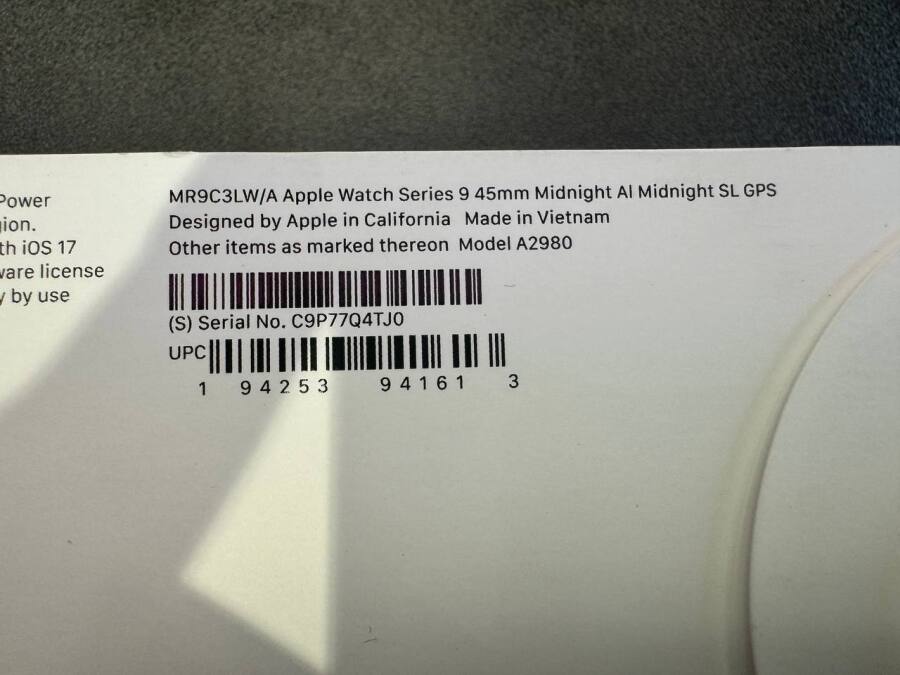 Power
gion.
th iOS 17
ware license
y by use
MR9C3LW/A Apple Watch Series 9 45mm Midnight Al Midnight SL GPS
Designed by Apple in California Made in Vietnam
Other items as marked thereon Model A2980
(S) Serial No. C9P77Q4TJ0
UPC
1 94253 94161 3